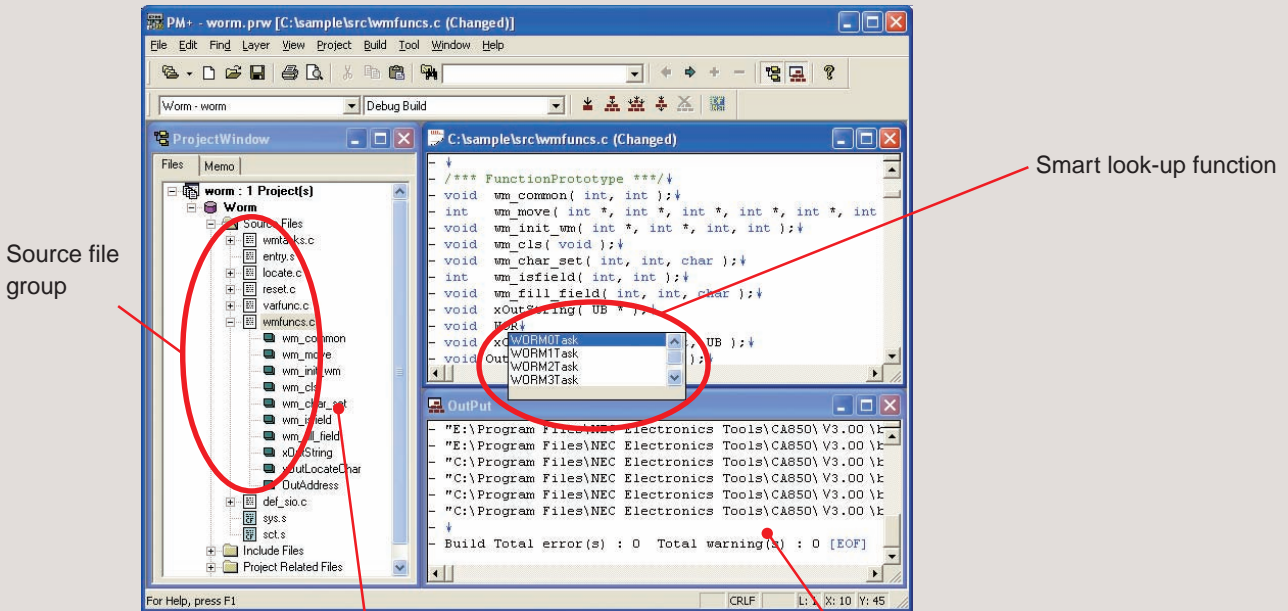 PM+ - worm.prw [C:\sample\src\wmfuncs.c (Changed)]
File Edit Find Layer View Project Build Tool Window Help
Worm - worm
Debug Build
ProjectWindow
Files Memo
worm : 1 Project(s)
Worm
Source Files
wmtasks.c
entry.s
locate.c
reset.c
varfunc.c
wmfuncs.c
wm_common
wm_move
wm_init_wm
wm_cls
wm_char_set
wm_isfield
wm_fill_field
xOutString
xOutLocateChar
OutAddress
def_sio.c
sys.s
sct.s
Include Files
Project Related Files
C:\sample\src\wmfuncs.c (Changed)
/*** FunctionPrototype ***/
void wm_common( int, int );
int wm_move( int *, int *, int *, int *, int *, int
void wm_init_wm( int *, int *, int, int );
void wm_cls( void );
void wm_char_set( int, int, char );
int wm_isfield( int, int );
void wm_fill_field( int, int, char );
void xOutString( UB * );
void WOR
void xO , UB );
void Out );
WORM0Task
WORM1Task
WORM2Task
WORM3Task
OutPut
"E:\Program Files\NEC Electronics Tools\CA850\V3.00\b
"E:\Program Files\NEC Electronics Tools\CA850\V3.00\b
"C:\Program Files\NEC Electronics Tools\CA850\V3.00\b
"C:\Program Files\NEC Electronics Tools\CA850\V3.00\b
"C:\Program Files\NEC Electronics Tools\CA850\V3.00\b
"C:\Program Files\NEC Electronics Tools\CA850\V3.00\b
Build Total error(s) : 0 Total warning(s) : 0 [EOF]
For Help, press F1
CRLF L: 1 X: 10 Y: 45
Source file
group
Smart look-up function